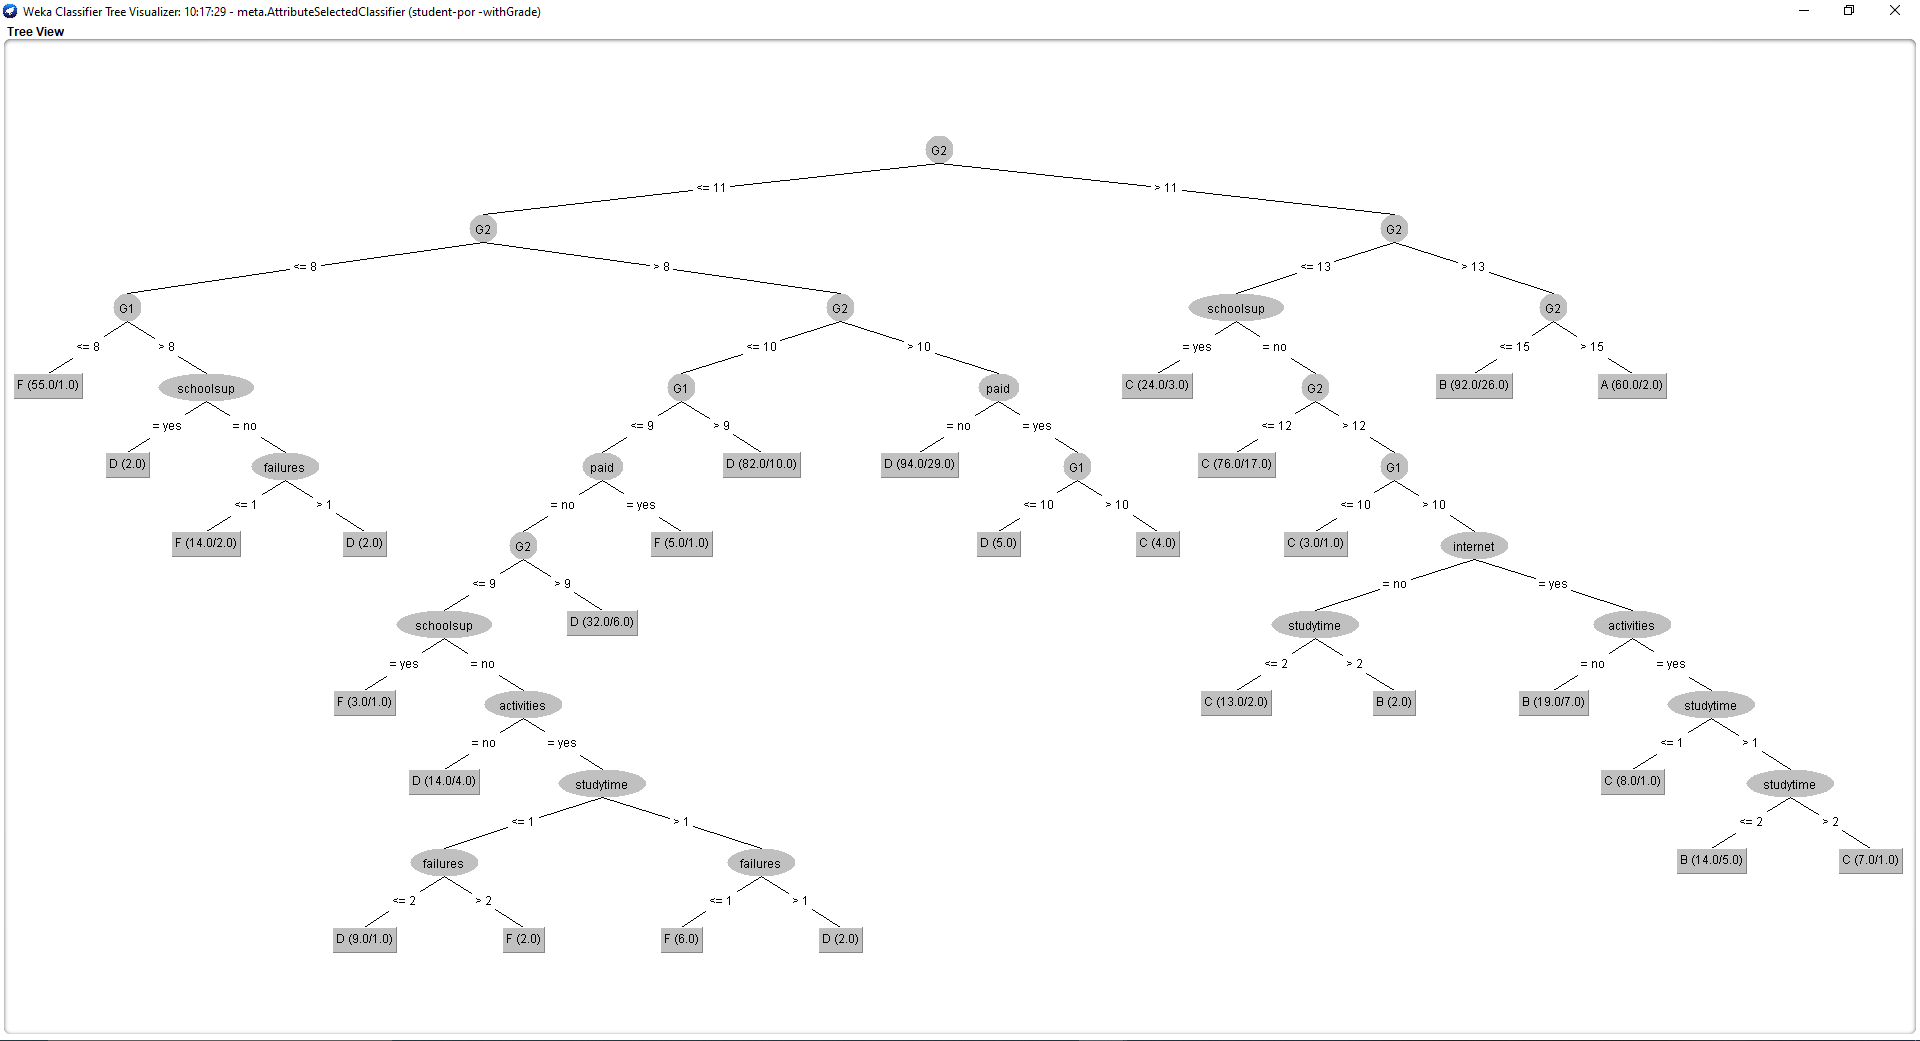 Weka Classifier Tree Visualizer: 10:17:29 - meta.AttributeSelectedClassifier (student-por -withGrade)
Tree View
G2
<= 11
> 11
G2
G2
<= 8
> 8
<= 13
> 13
G1
G2
schoolsup
G2
<= 8
> 8
<= 10
> 10
= yes
= no
<= 15
> 15
F (55.0/1.0)
schoolsup
G1
paid
C (24.0/3.0)
G2
B (92.0/26.0)
A (60.0/2.0)
= yes
= no
<= 9
> 9
= no
= yes
<= 12
> 12
D (2.0)
failures
paid
D (82.0/10.0)
D (94.0/29.0)
G1
C (76.0/17.0)
G1
<= 1
> 1
= no
= yes
<= 10
> 10
<= 10
> 10
F (14.0/2.0)
D (2.0)
G2
F (5.0/1.0)
D (5.0)
C (4.0)
C (3.0/1.0)
internet
<= 9
> 9
= no
= yes
schoolsup
D (32.0/6.0)
studytime
activities
= yes
= no
<= 2
> 2
= no
= yes
F (3.0/1.0)
activities
C (13.0/2.0)
B (2.0)
B (19.0/7.0)
studytime
= no
= yes
<= 1
> 1
D (14.0/4.0)
studytime
C (8.0/1.0)
studytime
<= 1
> 1
<= 2
> 2
failures
failures
B (14.0/5.0)
C (7.0/1.0)
<= 2
> 2
<= 1
> 1
D (9.0/1.0)
F (2.0)
F (6.0)
D (2.0)